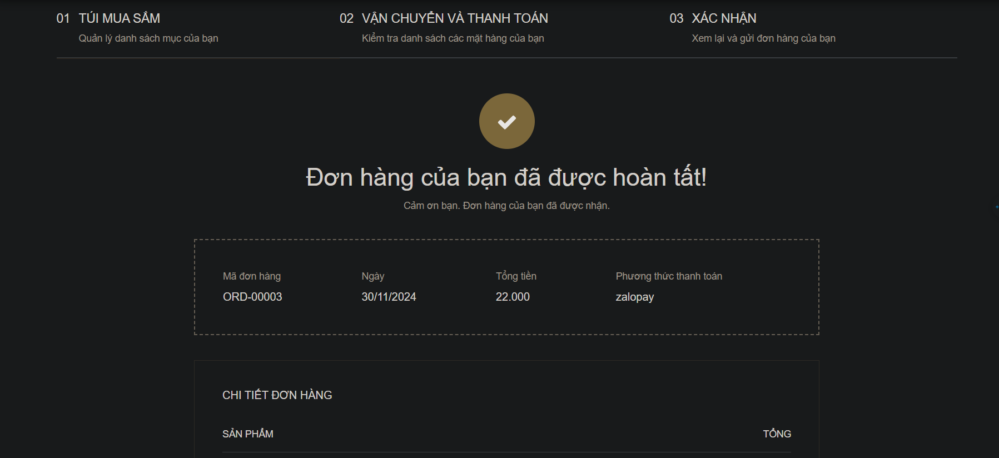 01 TÚI MUA SẮM
Quản lý danh sách mục của bạn
02 VẬN CHUYỂN VÀ THANH TOÁN
Kiểm tra danh sách các mặt hàng của bạn
03 XÁC NHẬN
Xem lại và gửi đơn hàng của bạn
Đơn hàng của bạn đã được hoàn tất!
Cảm ơn bạn. Đơn hàng của bạn đã được nhận.
Mã đơn hàng
ORD-00003
Ngày
30/11/2024
Tổng tiền
22.000
Phương thức thanh toán
zalopay
CHI TIẾT ĐƠN HÀNG
SẢN PHẨM
TỔNG